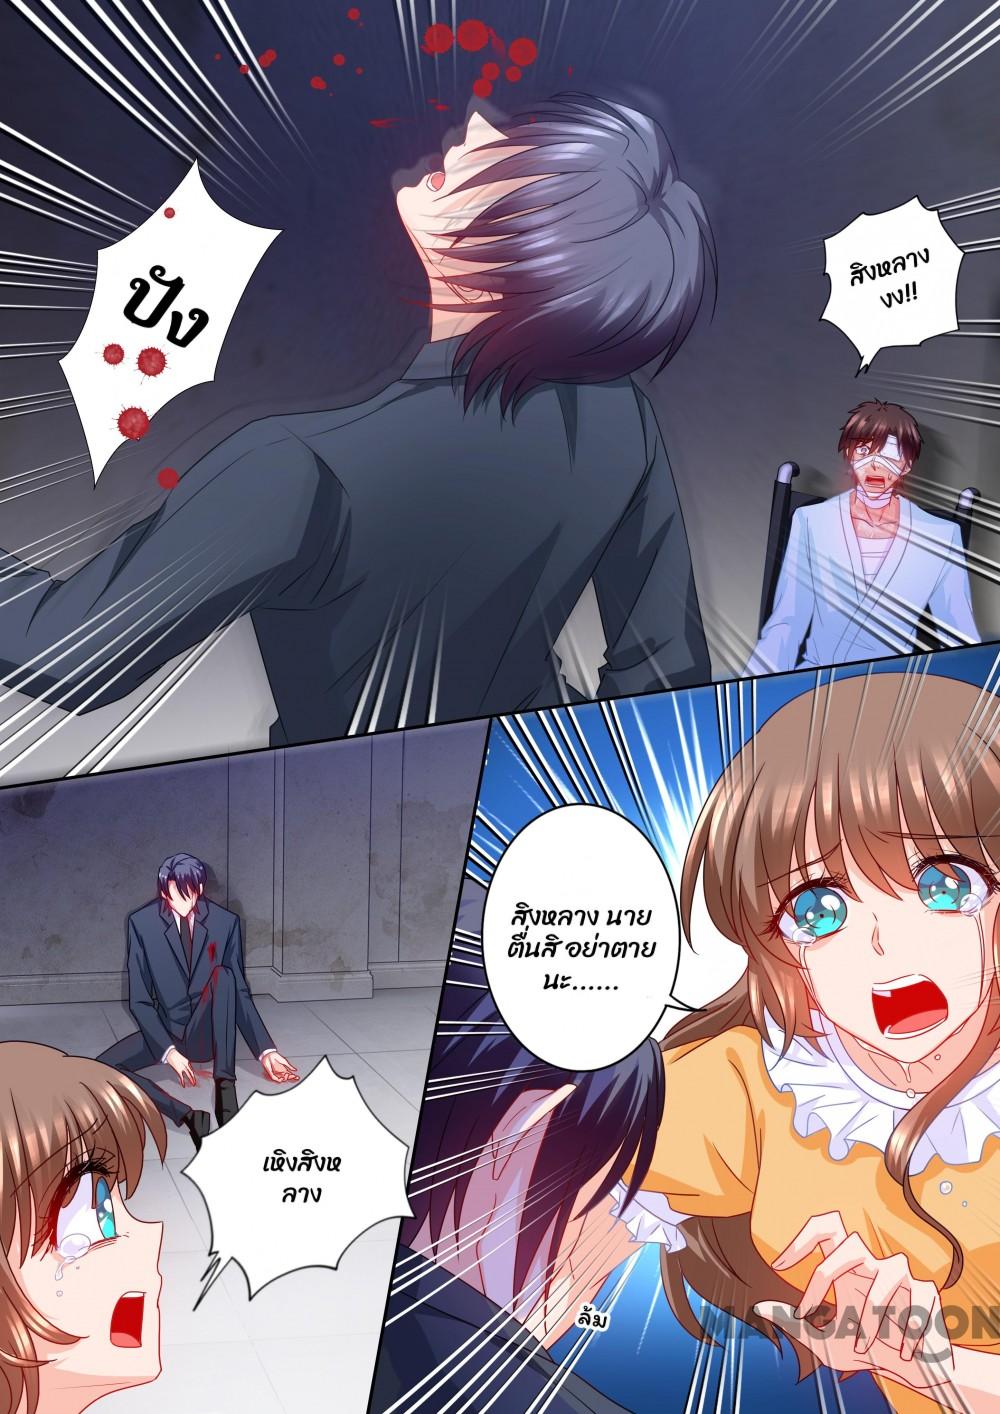 ปัง
สิงหลาง
งง!!
สิงหลาง นาย
ตื่นสิ อย่าตาย
นะ......
เหิงสิงห
ลาง
ล้ม
MANGATOON